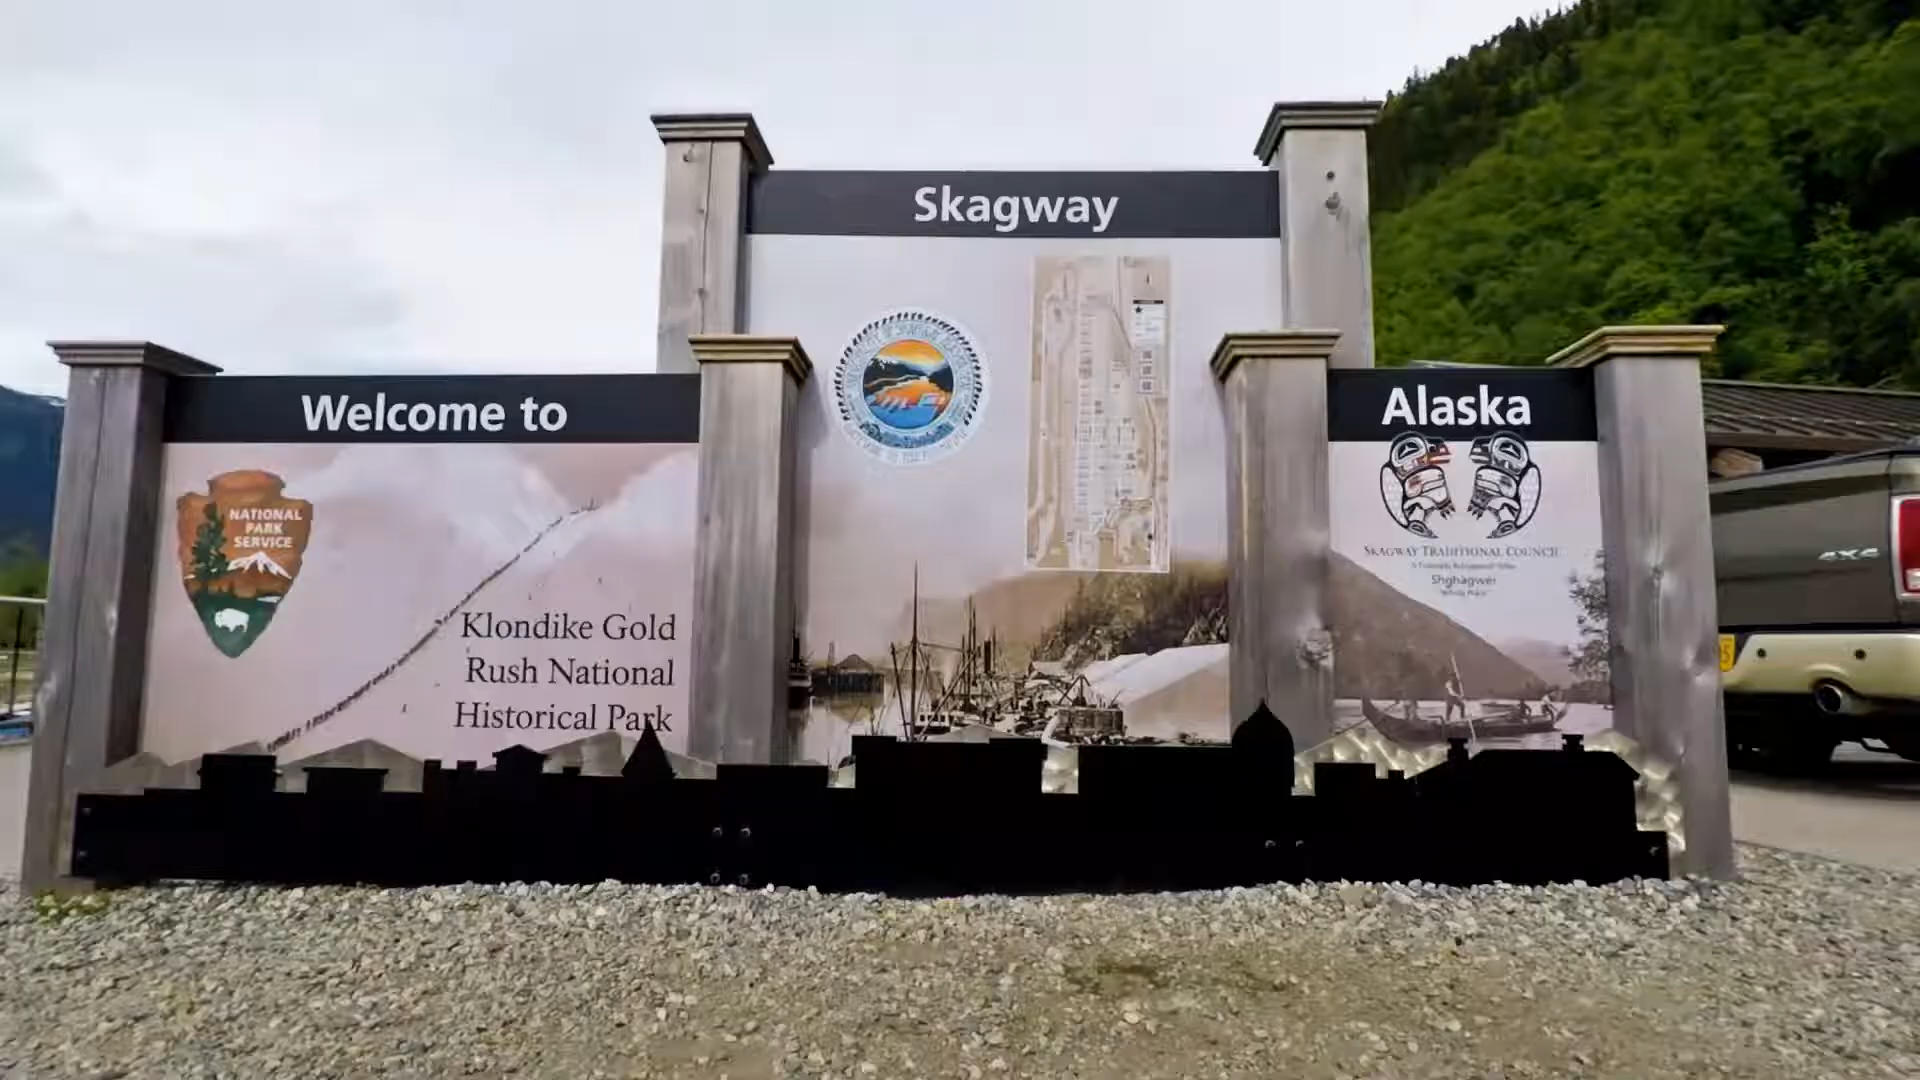 Welcome to
Skagway
Alaska
NATIONAL
PARK
SERVICE
Klondike Gold
Rush National
Historical Park
SKAGWAY TRADITIONAL COUNCIL
Shghagwei
4X4